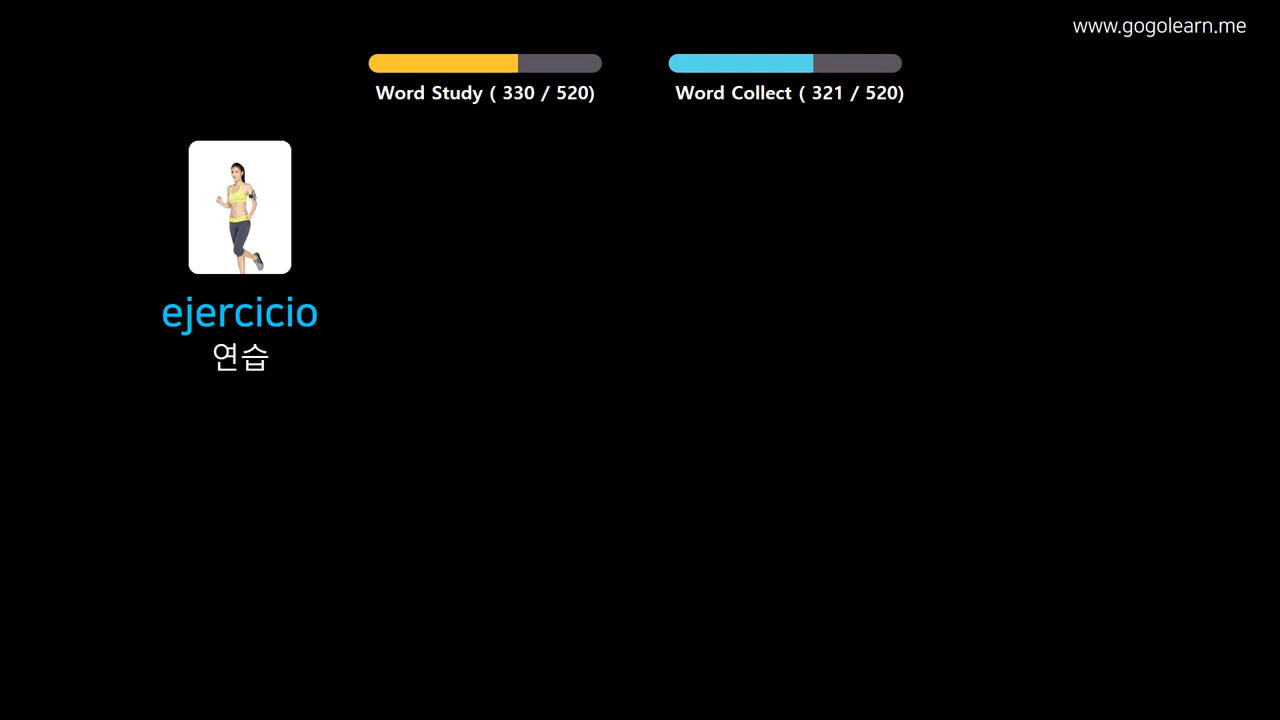 www.gogolearn.me
Word Study ( 330 / 520)
Word Collect ( 321 / 520)
ejercicio
연습